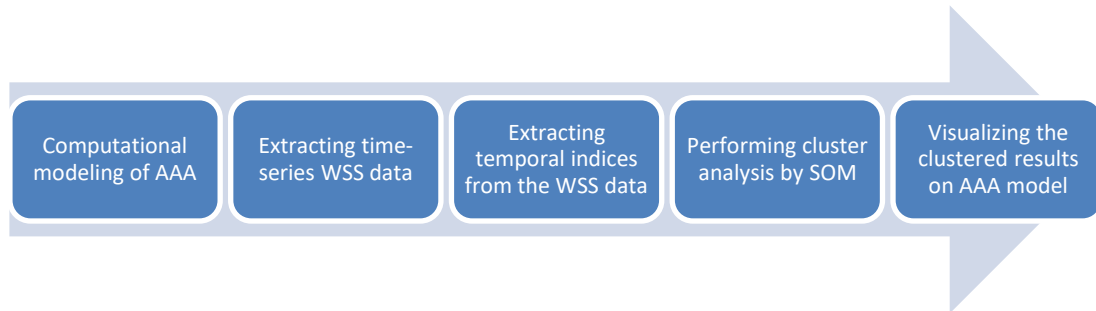 Computational
modeling of AAA
Extracting time-
series WSS data
Extracting
temporal indices
from the WSS data
Performing cluster
analysis by SOM
Visualizing the
clustered results
on AAA model